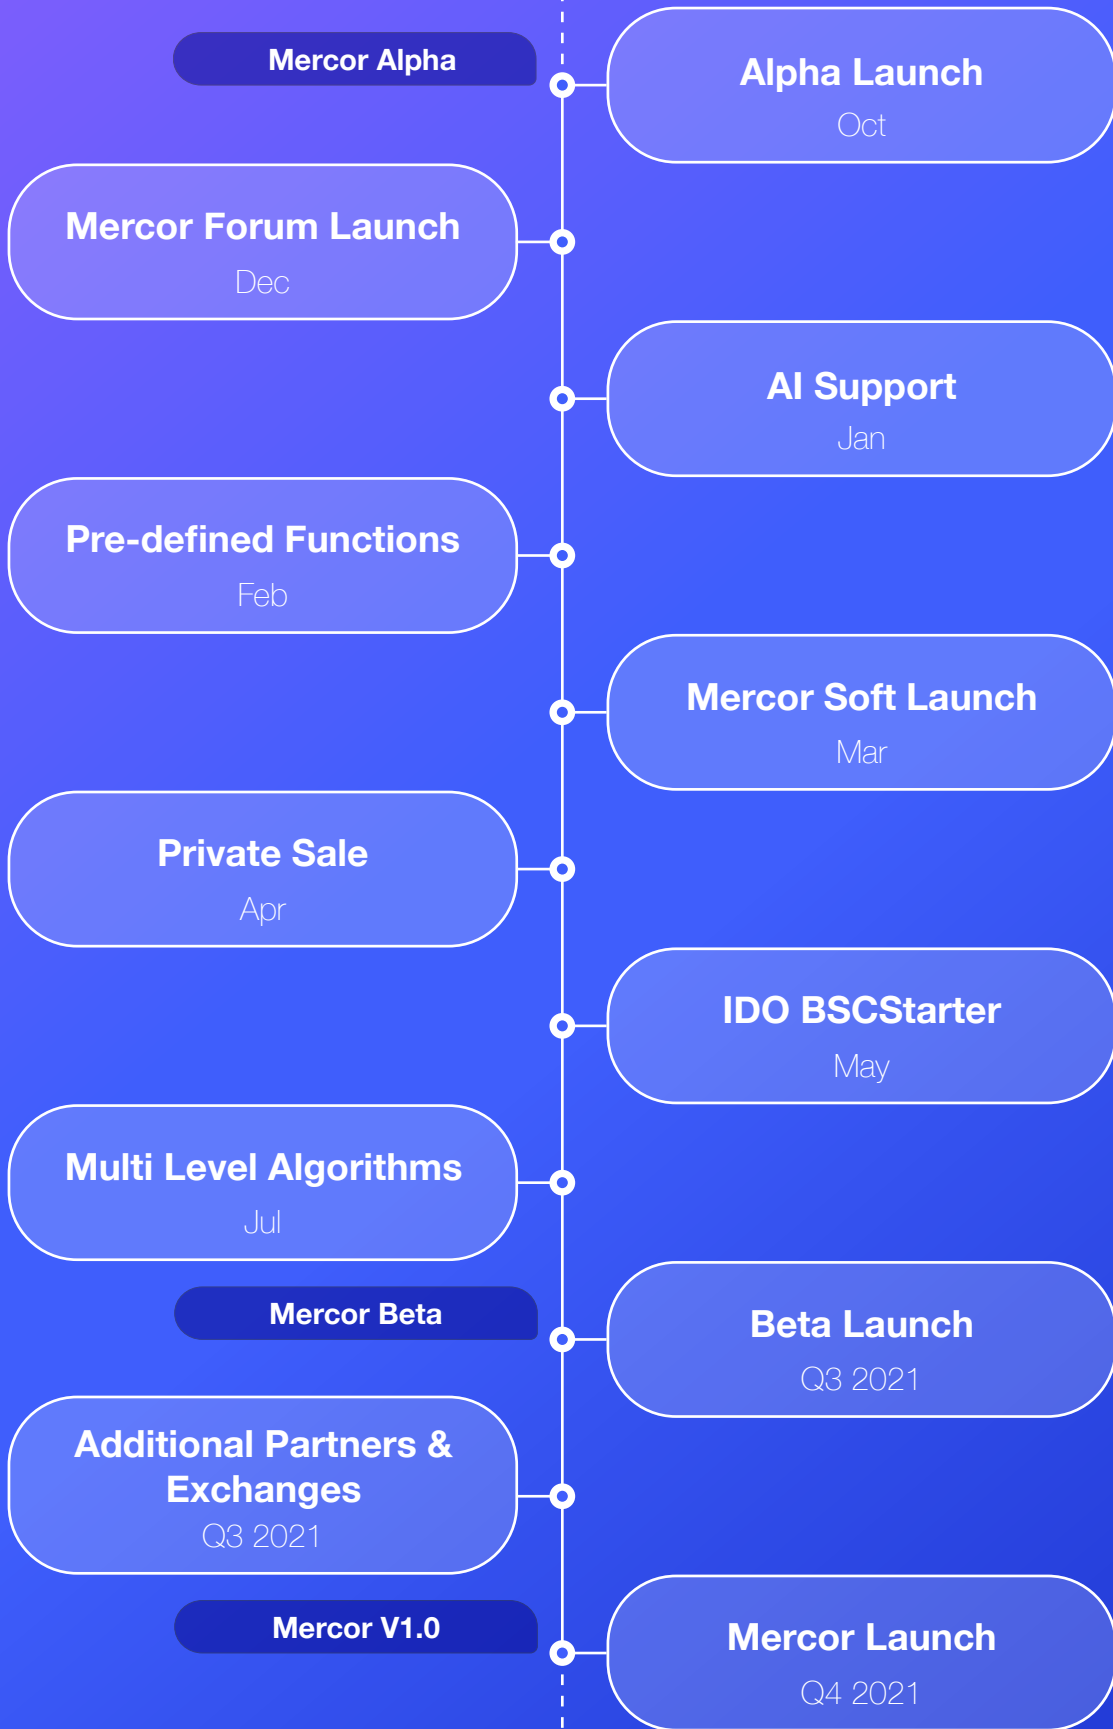 Mercor Alpha
Alpha Launch
Oct
Mercor Forum Launch
Dec
AI Support
Jan
Pre-defined Functions
Feb
Mercor Soft Launch
Mar
Private Sale
Apr
IDO BSCStarter
May
Multi Level Algorithms
Jul
Mercor Beta
Beta Launch
Q3 2021
Additional Partners &
Exchanges
Q3 2021
Mercor V1.0
Mercor Launch
Q4 2021